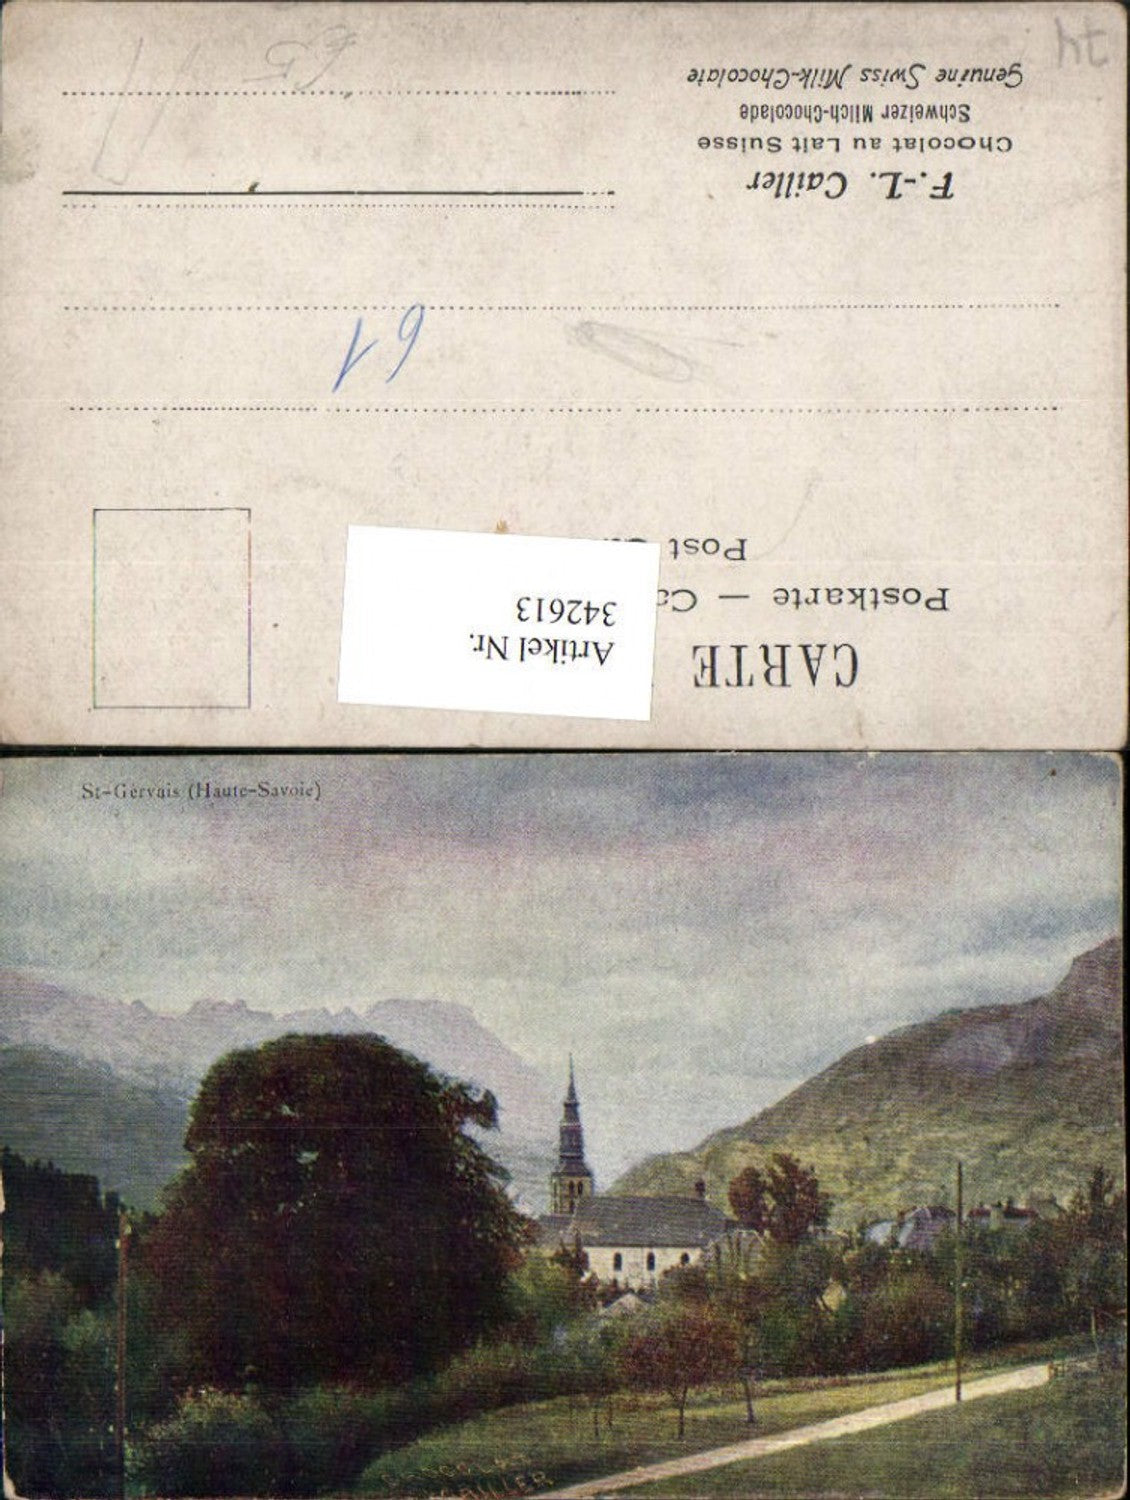 CARTE
Postkarte — Ca
Post
Artikel Nr.
342613
61
F.-L. Cailler
Chocolat au Lait Suisse
Schweizer Milch-Chocolade
Genuine Swiss Milk-Chocolate
St-Gervais (Haute-Savoie)
CAILLER